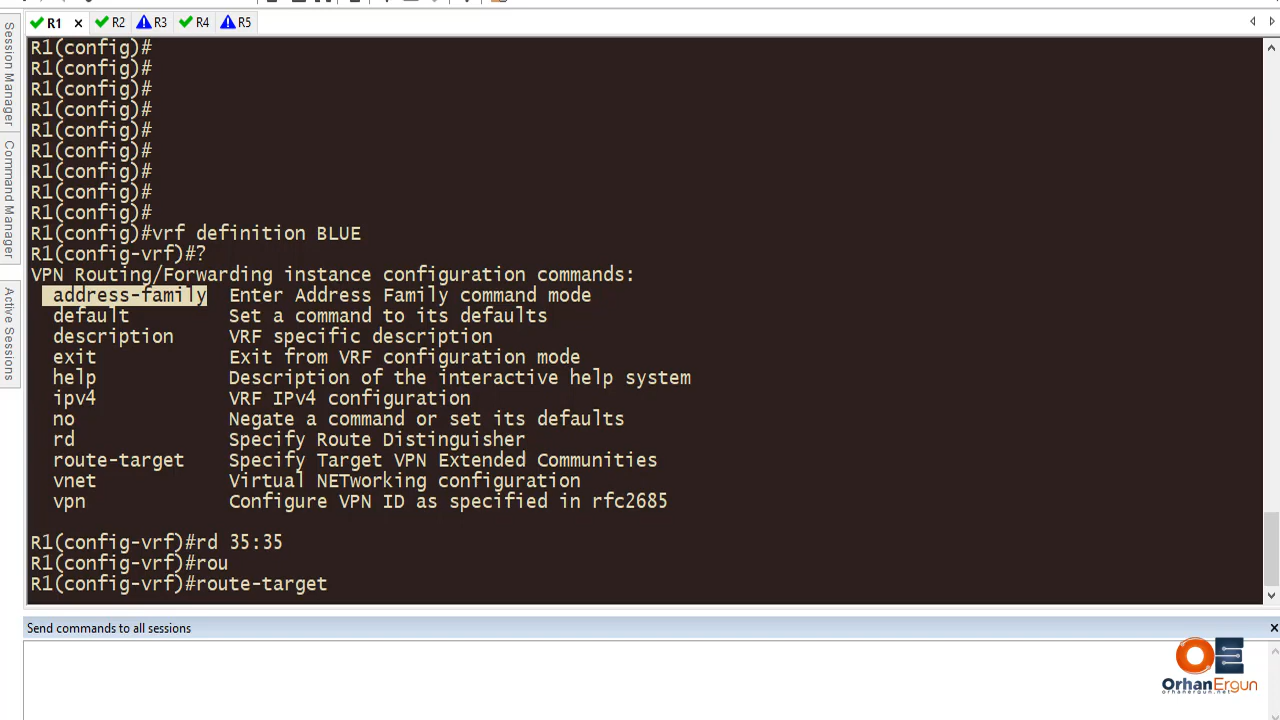 R1 x R2 R3 R4 R5
Session Manager
Command Manager
Active Sessions
R1(config)#
R1(config)#
R1(config)#
R1(config)#
R1(config)#
R1(config)#
R1(config)#
R1(config)#
R1(config)#
R1(config)#vrf definition BLUE
R1(config-vrf)#?
VPN Routing/Forwarding instance configuration commands:
address-family Enter Address Family command mode
default Set a command to its defaults
description VRF specific description
exit Exit from VRF configuration mode
help Description of the interactive help system
ipv4 VRF IPv4 configuration
no Negate a command or set its defaults
rd Specify Route Distinguisher
route-target Specify Target VPN Extended Communities
vnet Virtual NETworking configuration
vpn Configure VPN ID as specified in rfc2685
R1(config-vrf)#rd 35:35
R1(config-vrf)#rou
R1(config-vrf)#route-target
Send commands to all sessions x
OE
OrhanErgun
orhanergun.net